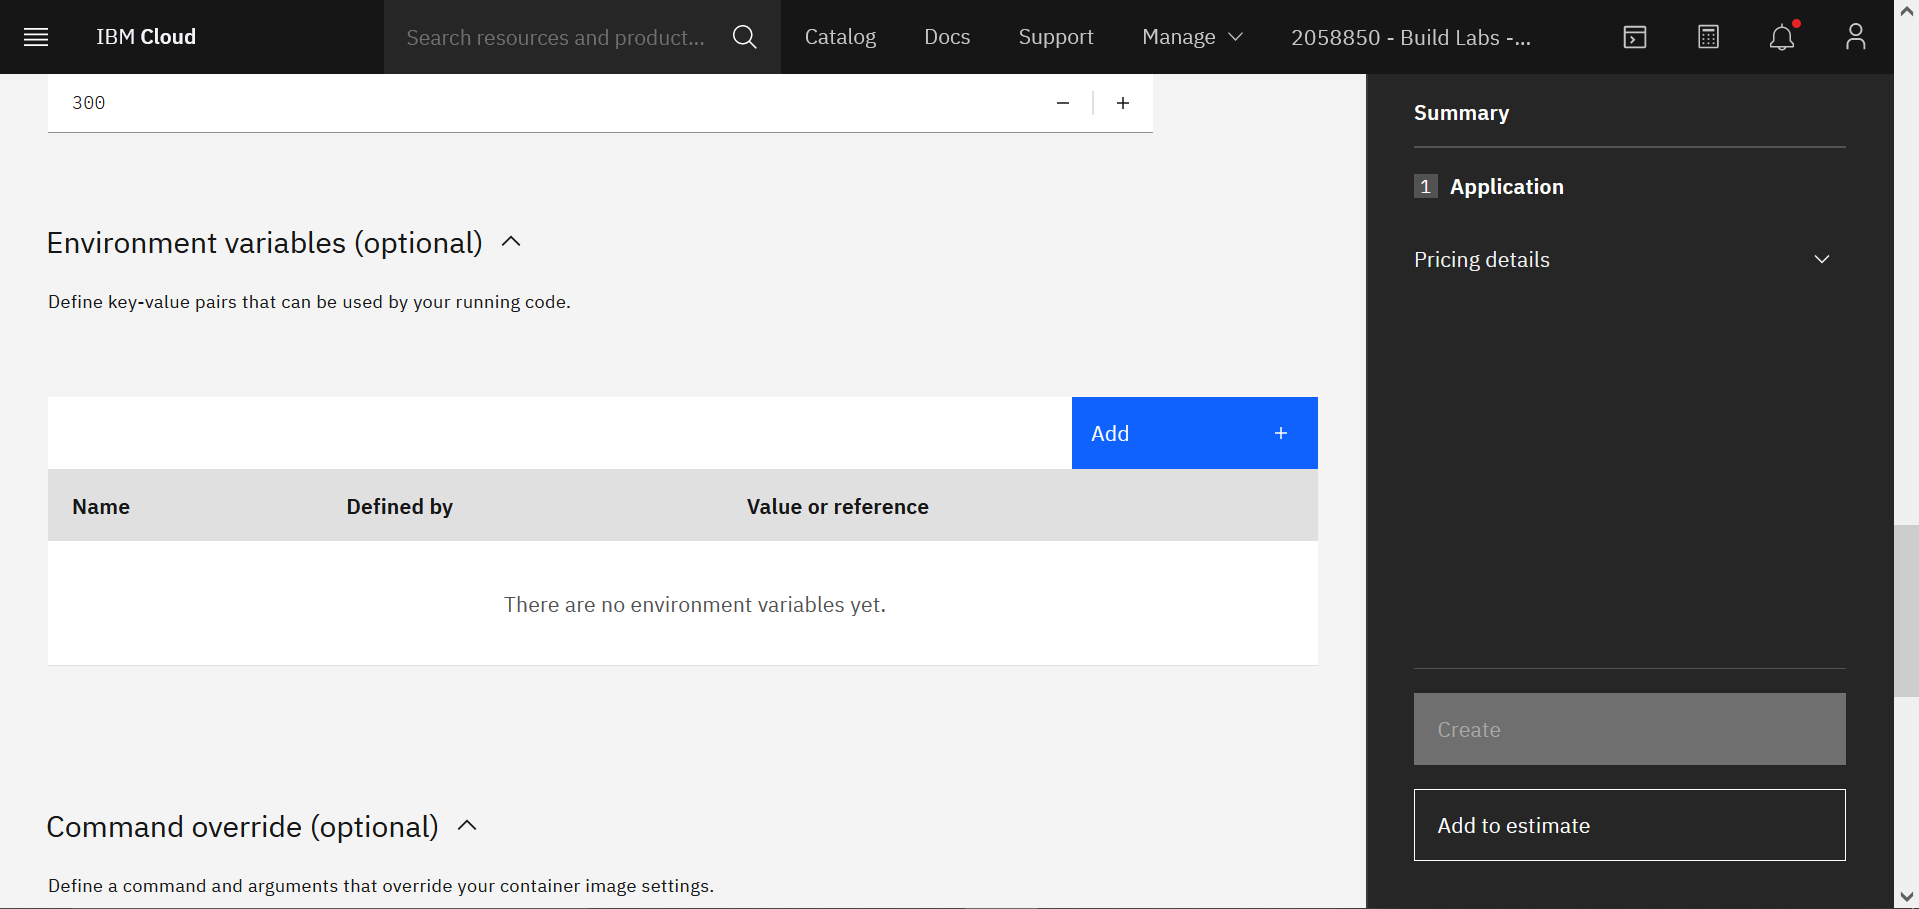 IBM Cloud
Search resources and product...
Catalog
Docs
Support
Manage
2058850 - Build Labs -...
300
Environment variables (optional)
Define key-value pairs that can be used by your running code.
Add
Name
Defined by
Value or reference
There are no environment variables yet.
Command override (optional)
Define a command and arguments that override your container image settings.
Summary
1 Application
Pricing details
Create
Add to estimate